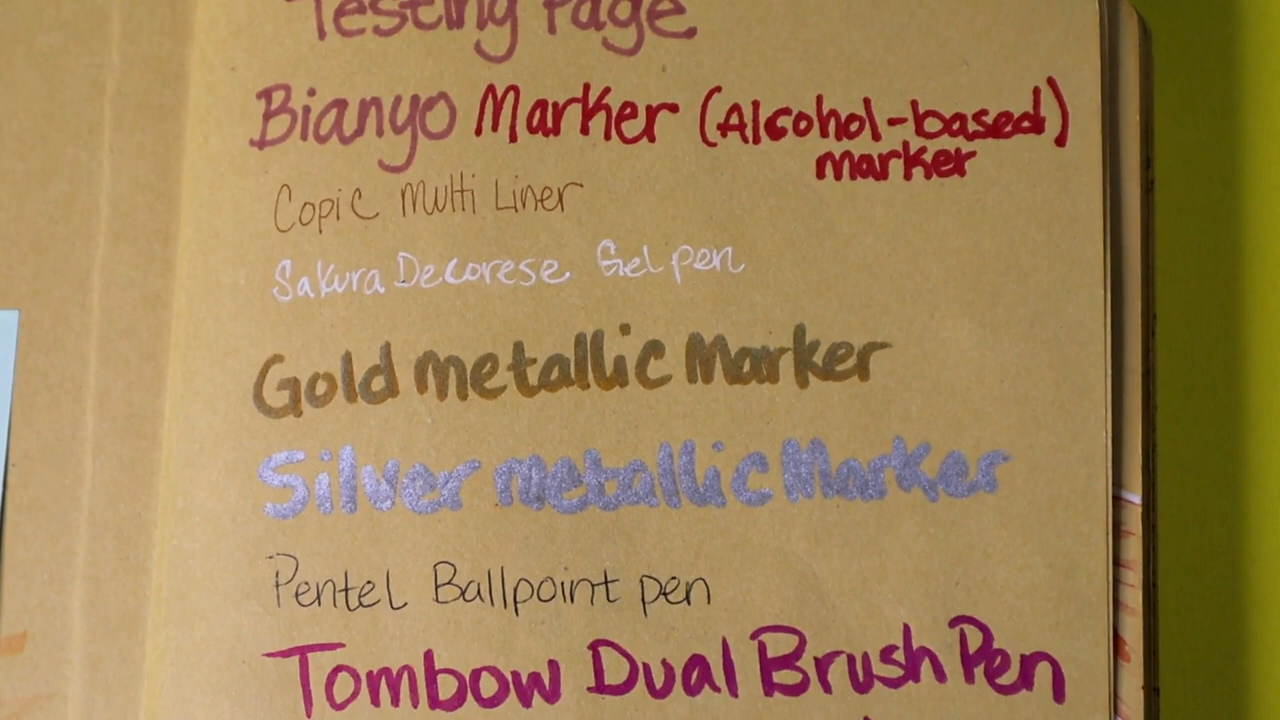 Testing Page
Bianyo Marker (Alcohol-based)
marker
Copic Multi Liner
Sakura Decorese Gel pen
Gold metallic Marker
Silver metallic Marker
Pentel Ballpoint pen
Tombow Dual Brush Pen